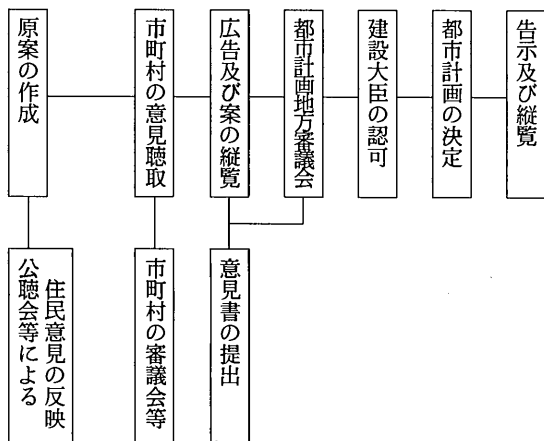 原案の作成
市町村の意見聴取
広告及び案の縦覧
都市計画地方審議会
建設大臣の認可
都市計画の決定
告示及び縦覧
公聴会等による
住民意見の反映
市町村の審議会等
意見書の提出